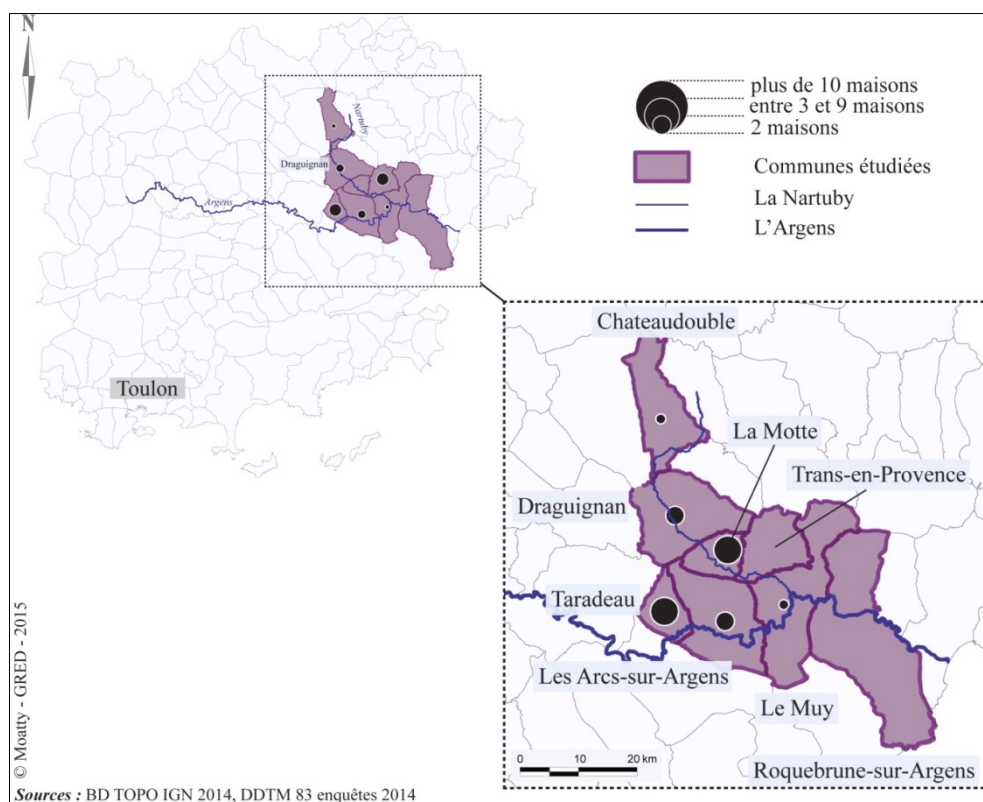 N
Nartuby
Draguignan
Argens
Toulon
plus de 10 maisons
entre 3 et 9 maisons
2 maisons
Communes étudiées
La Nartuby
L'Argens
Chateaudouble
La Motte
Trans-en-Provence
Draguignan
Taradeau
Les Arcs-sur-Argens
Le Muy
Roquebrune-sur-Argens
0 10 20 km
© Moatty - GRED - 2015
Sources : BD TOPO IGN 2014, DDTM 83 enquêtes 2014